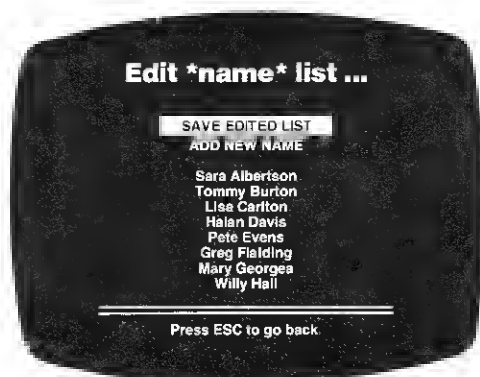 Edit *name* list ...
SAVE EDITED LIST
ADD NEW NAME
Sara Albertson
Tommy Burton
Lisa Carlton
Halan Davis
Pete Evens
Greg Fialding
Mary Georgea
Willy Hall
Press ESC to go back.